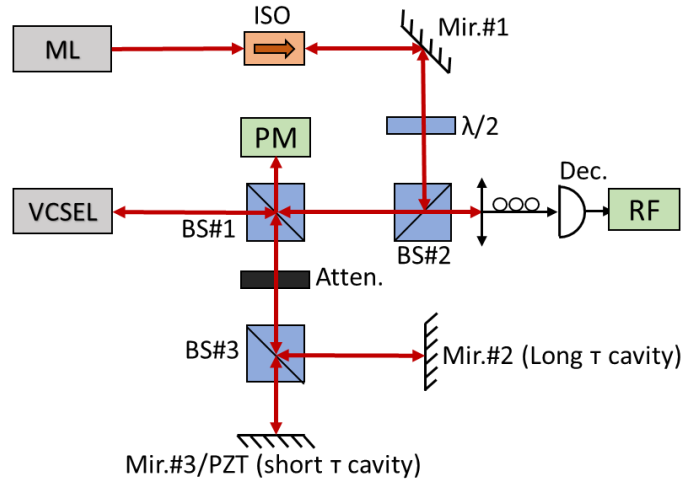 ISO
Mir.#1
ML
λ/2
PM
Dec.
VCSEL
RF
BS#1
BS#2
Atten.
BS#3
Mir.#2 (Long τ cavity)
Mir.#3/PZT (short τ cavity)